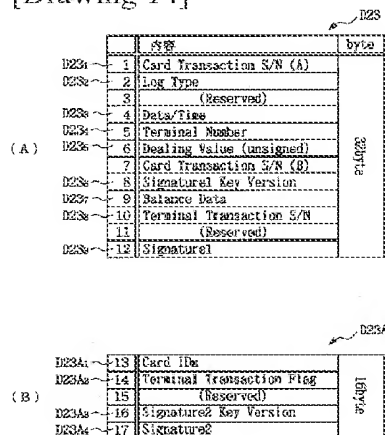 [Drawing 14]
D23
内容 byte
D23₁ 1 Card Transaction S/N (A)
D23₂ 2 Log Type
3 (Reserved)
D23₃ 4 Data/Time
D23₄ 5 Terminal Number
(A) D23₅ 6 Dealing Value (unsigned) 32byte
7 Card Transaction S/N (B)
D23₆ 8 Signature1 Key Version
D23₇ 9 Balance Data
D23₈ 10 Terminal Transaction S/N
11 (Reserved)
D23₉ 12 Signature1
D23A
D23A₁ 13 Card IDm
D23A₂ 14 Terminal Transaction Flag
(B) 15 (Reserved) 16byte
D23A₃ 16 Signature2 Key Version
D23A₄ 17 Signature2